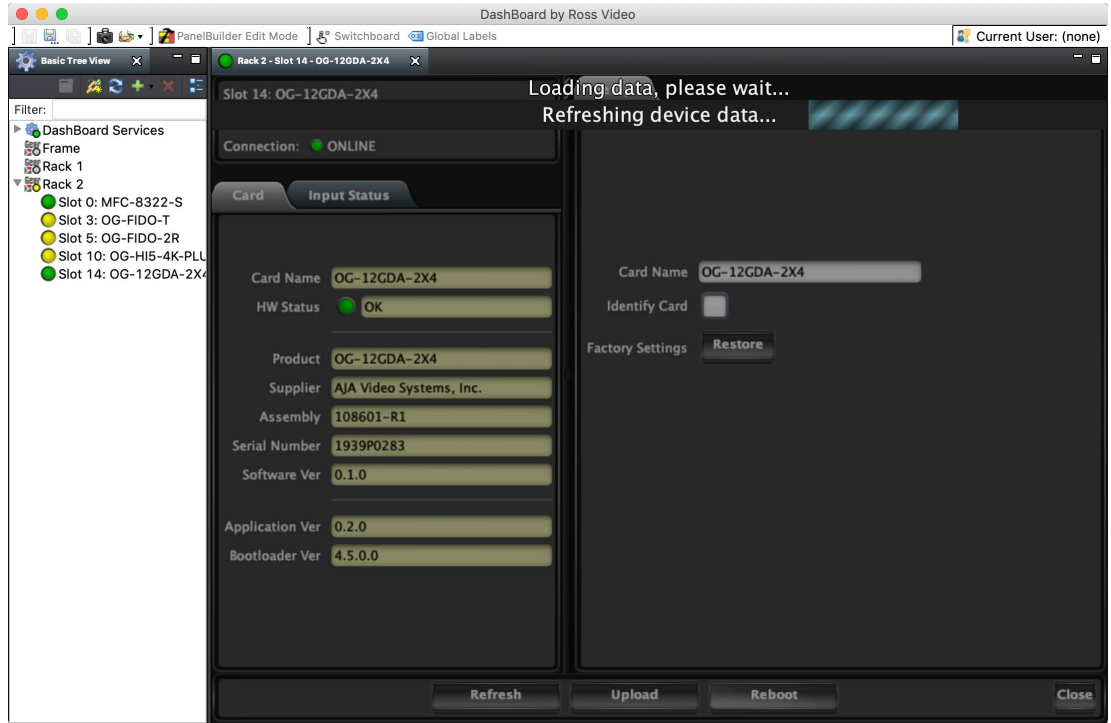 DashBoard by Ross Video
PanelBuilder Edit Mode Switchboard Global Labels Current User: (none)
Basic Tree View X
Rack 2 - Slot 14 - OG-12GDA-2X4 X
Filter:
DashBoard Services
Frame
Rack 1
Rack 2
Slot 0: MFC-8322-S
Slot 3: OG-FIDO-T
Slot 5: OG-FIDO-2R
Slot 10: OG-HI5-4K-PLU
Slot 14: OG-12GDA-2X4
Slot 14: OG-12GDA-2X4
Loading data, please wait...
Refreshing device data...
Connection: ONLINE
Card Input Status
Card Name OG-12GDA-2X4
HW Status OK
Product OG-12GDA-2X4
Supplier AJA Video Systems, Inc.
Assembly 108601-R1
Serial Number 1939P0283
Software Ver 0.1.0
Application Ver 0.2.0
Bootloader Ver 4.5.0.0
Card Name OG-12GDA-2X4
Identify Card
Factory Settings Restore
Refresh Upload Reboot Close